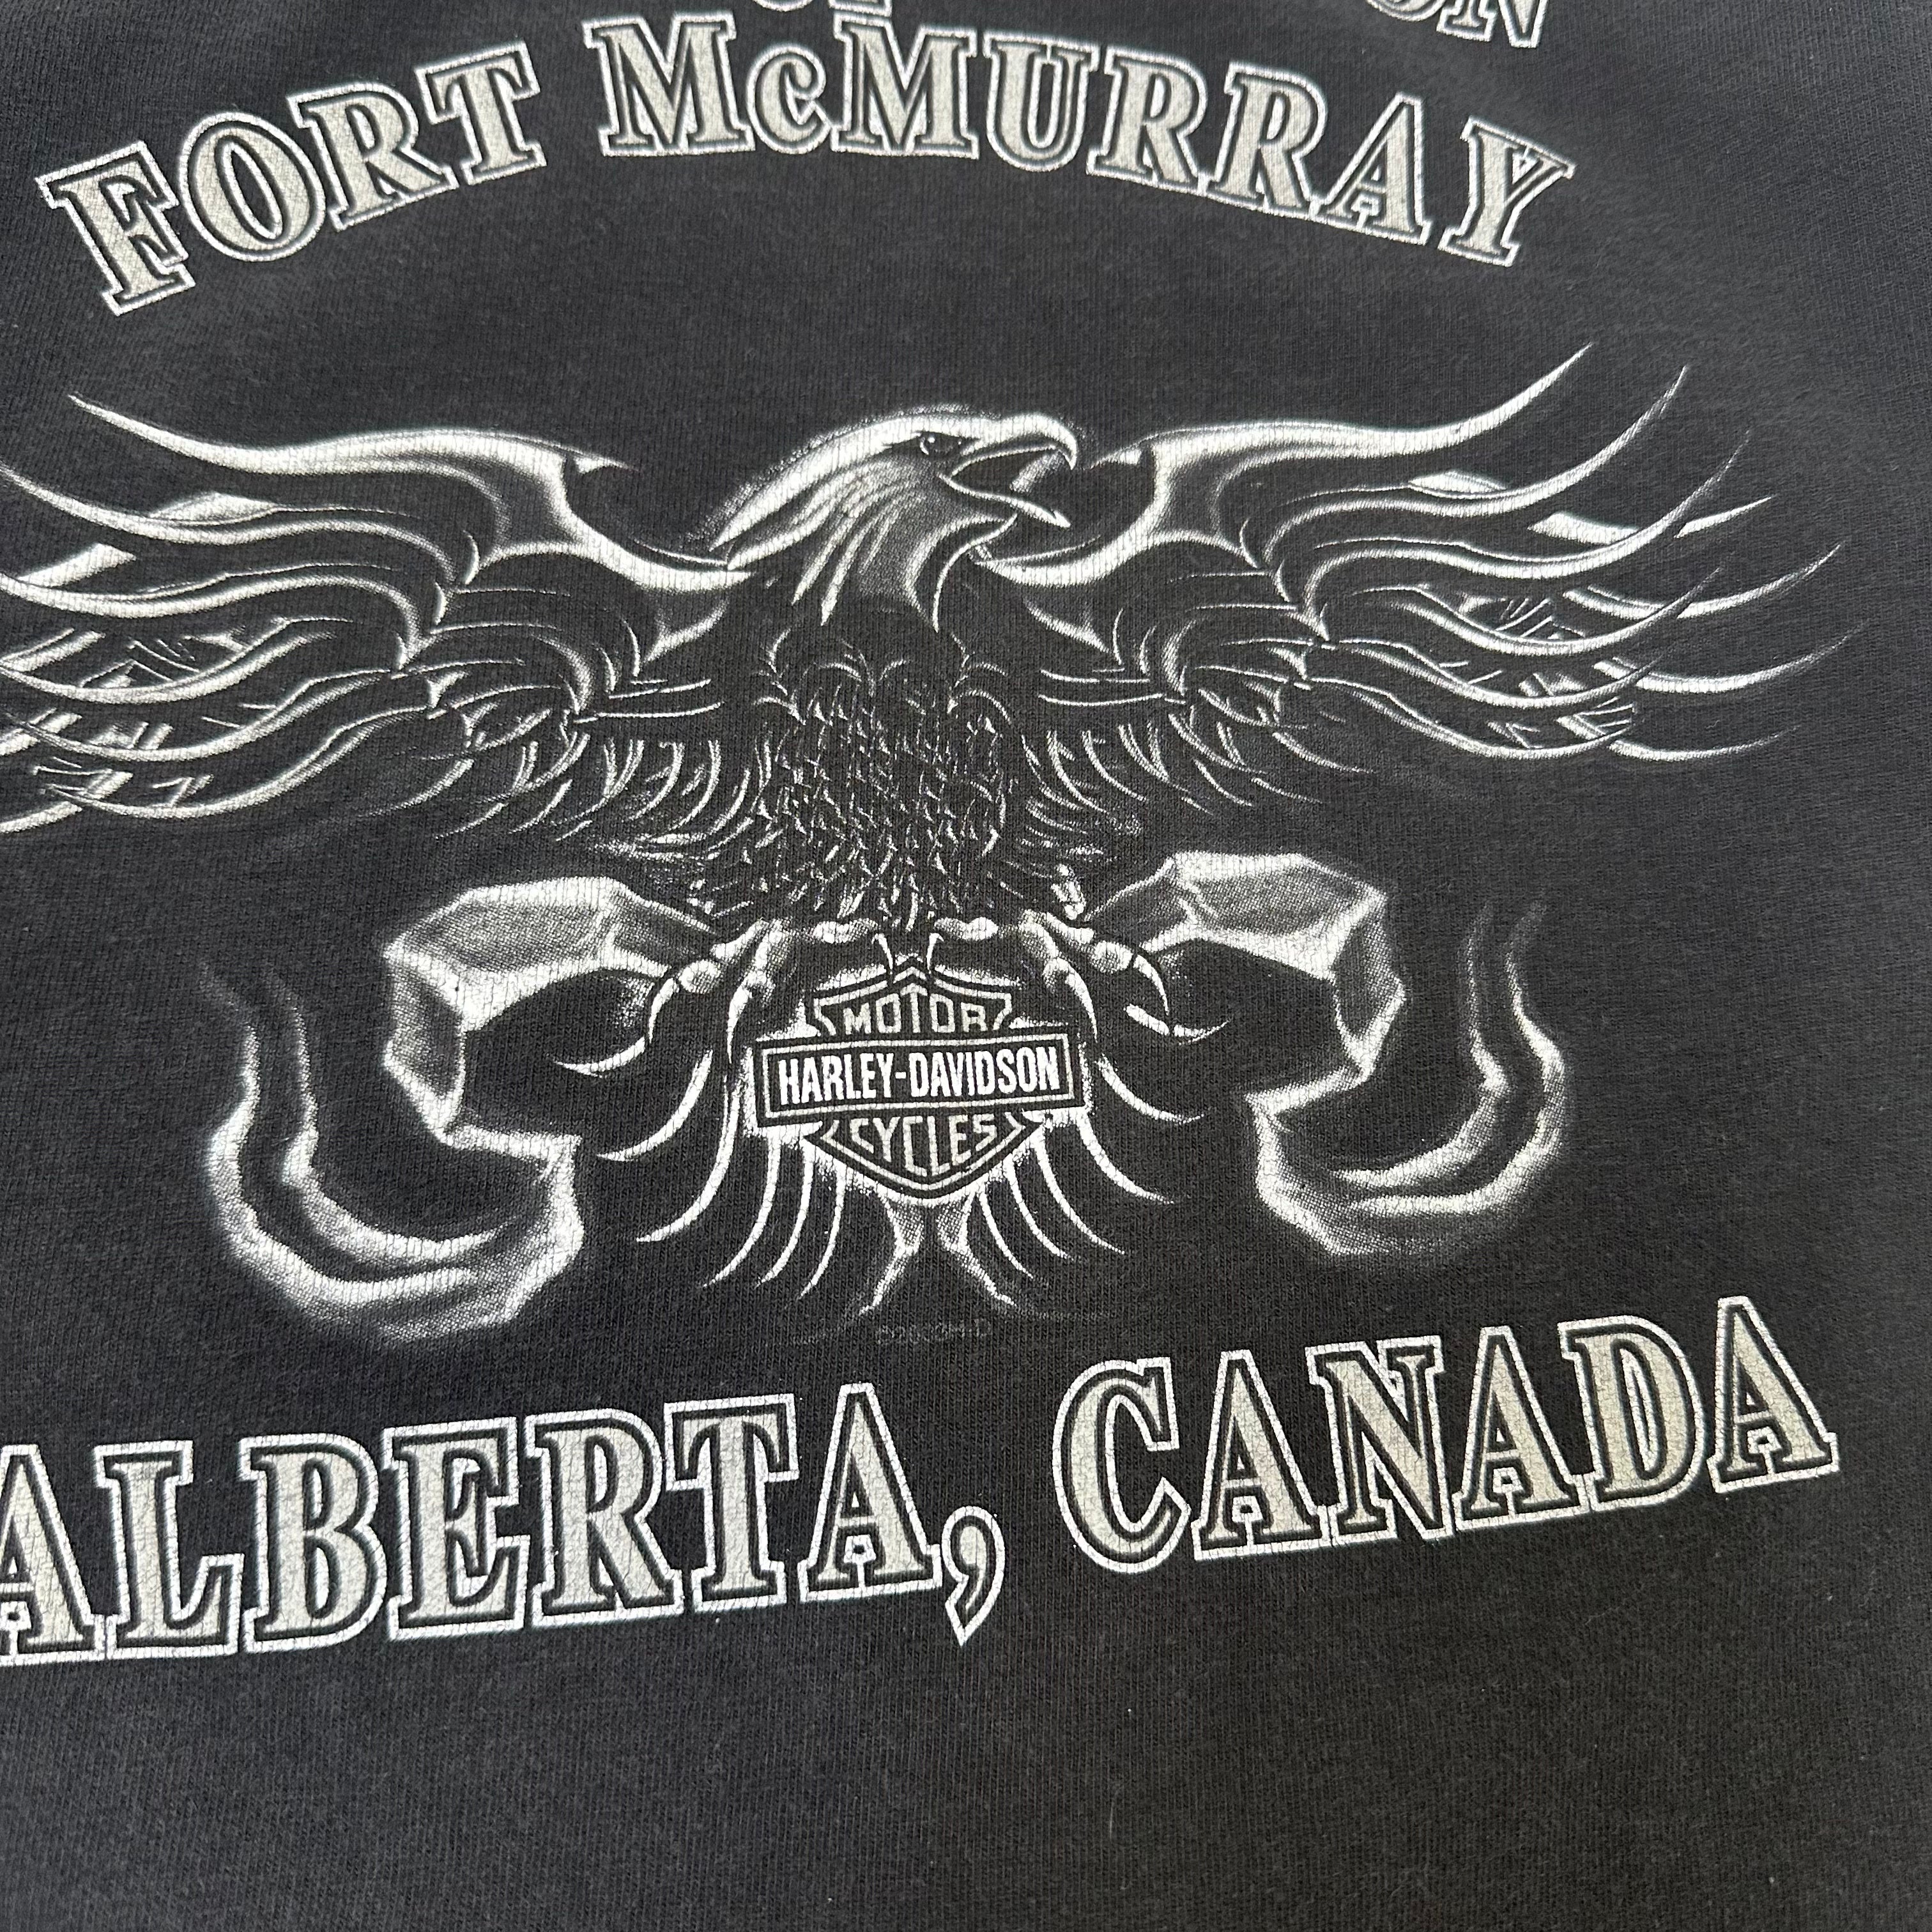 FORT McMURRAY
MOTOR
HARLEY-DAVIDSON
CYCLES
ALBERTA, CANADA